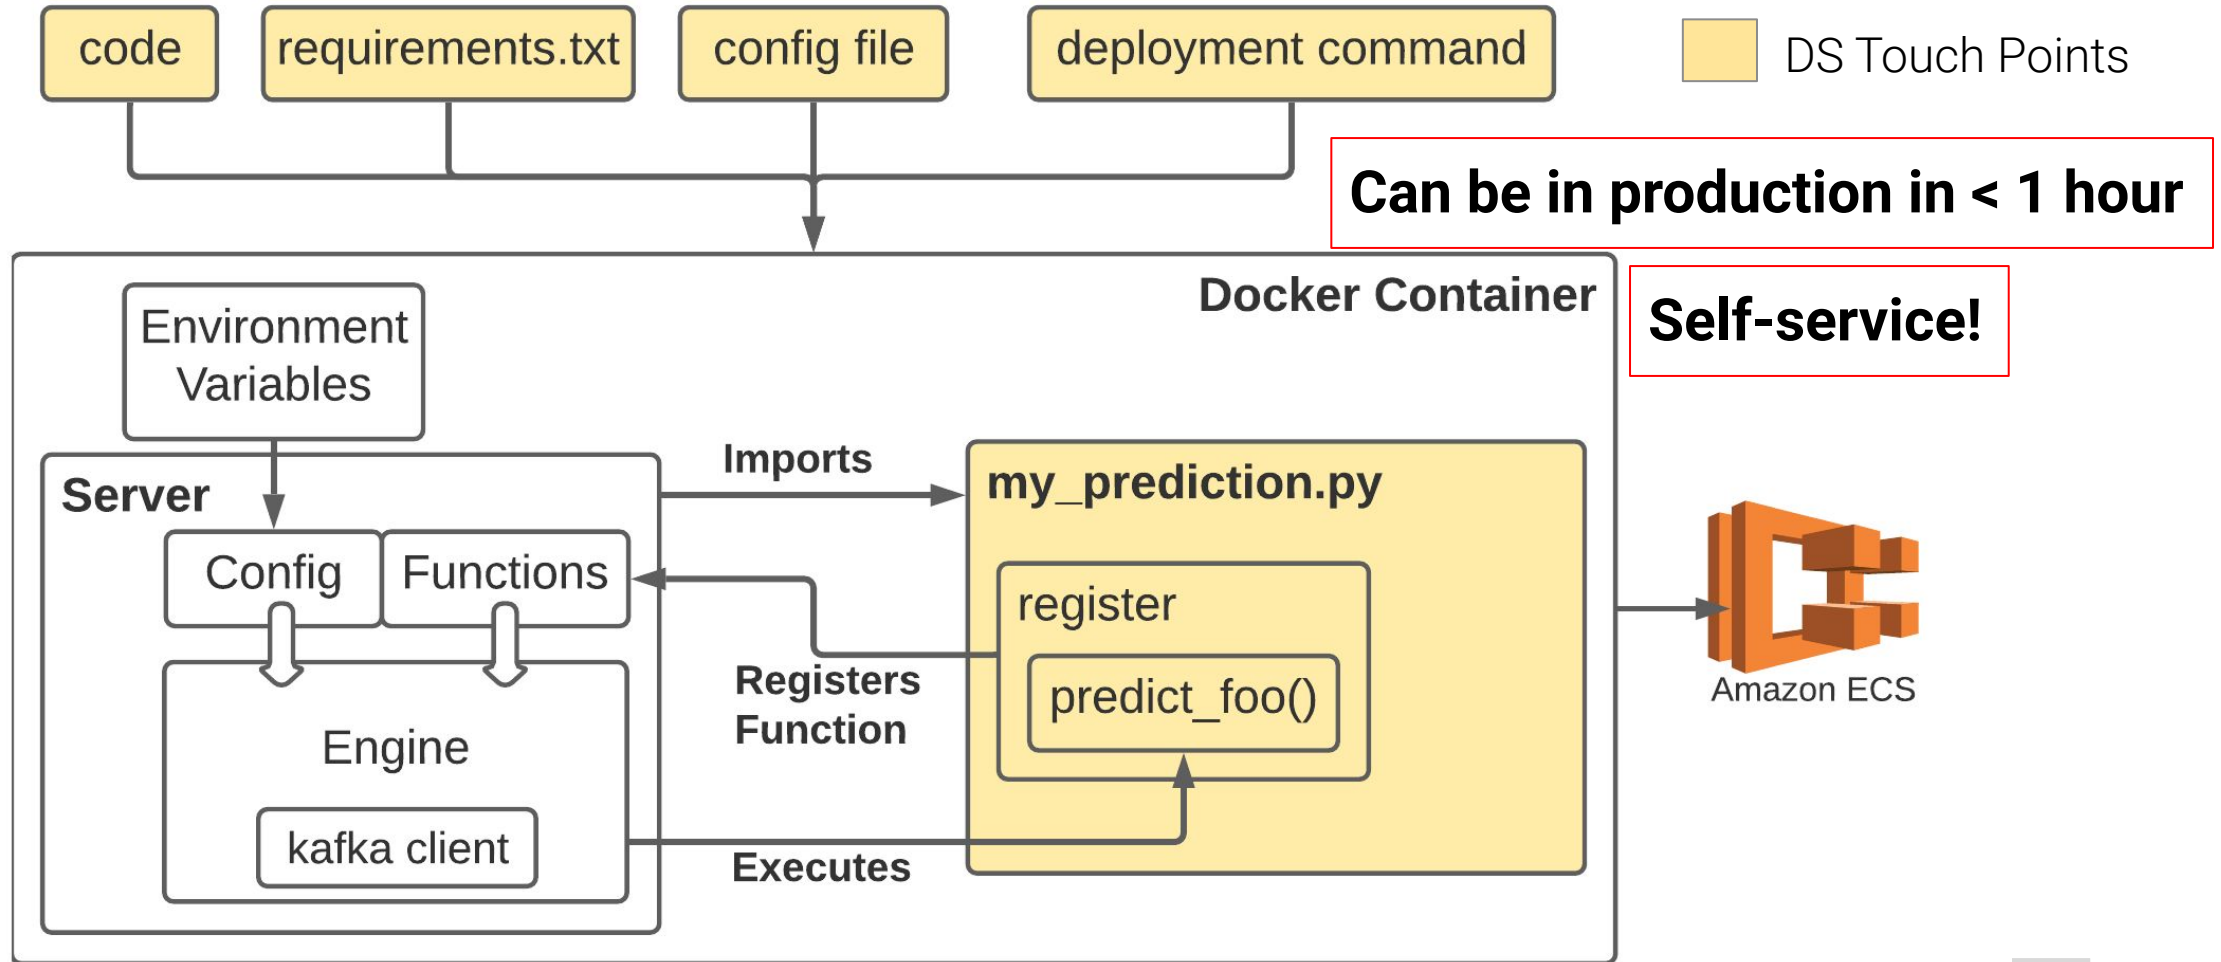 code
requirements.txt
config file
deployment command
DS Touch Points
Can be in production in < 1 hour
Self-service!
Docker Container
Environment
Variables
Server
Config
Functions
Engine
kafka client
Imports
Registers
Function
Executes
my_prediction.py
register
predict_foo()
Amazon ECS